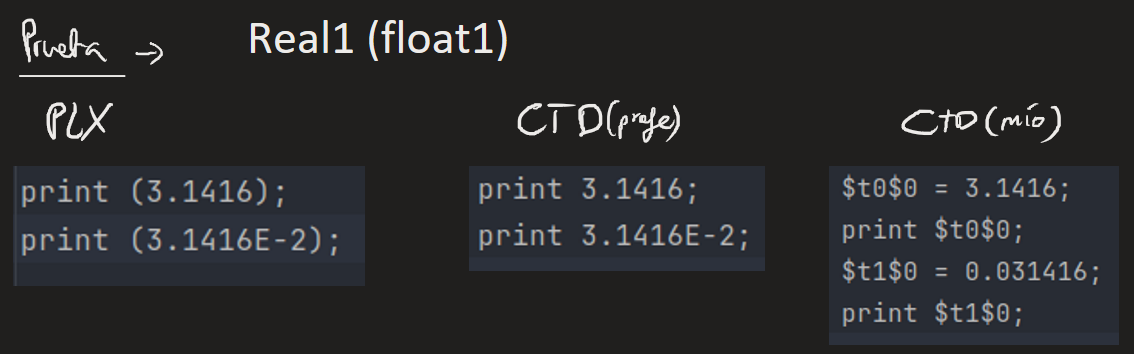 Prueba → Real1 (float1)
PLX
print (3.1416);
print (3.1416E-2);
CTD (profe)
print 3.1416;
print 3.1416E-2;
CTD (mío)
$t0$0 = 3.1416;
print $t0$0;
$t1$0 = 0.031416;
print $t1$0;